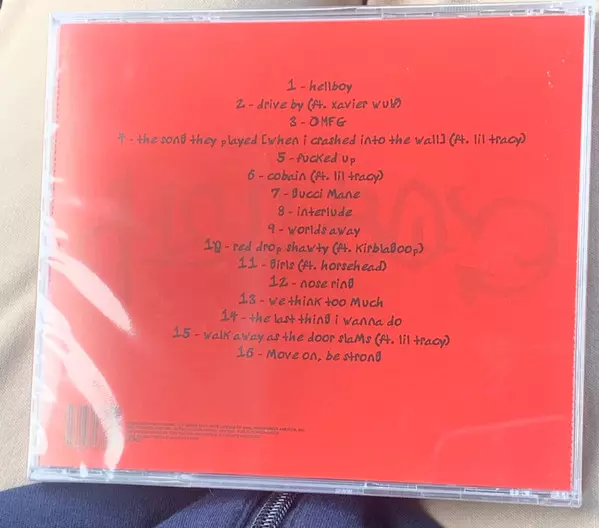 1 - hellboy
2 - drive by (ft. xavier wulf)
3 - OMFG
4 - the song they played [when i crashed into the wall] (ft. lil tracy)
5 - fucked up
6 - cobain (ft. lil tracy)
7 - Gucci Mane
8 - interlude
9 - worlds away
10 - red drop shawty (ft. KirblaGoop)
11 - Girls (ft. horsehead)
12 - nose ring
13 - we think too Much
14 - the last thing i wanna do
15 - walk away as the door slaMs (ft. lil tracy)
16 - Move on, be strong